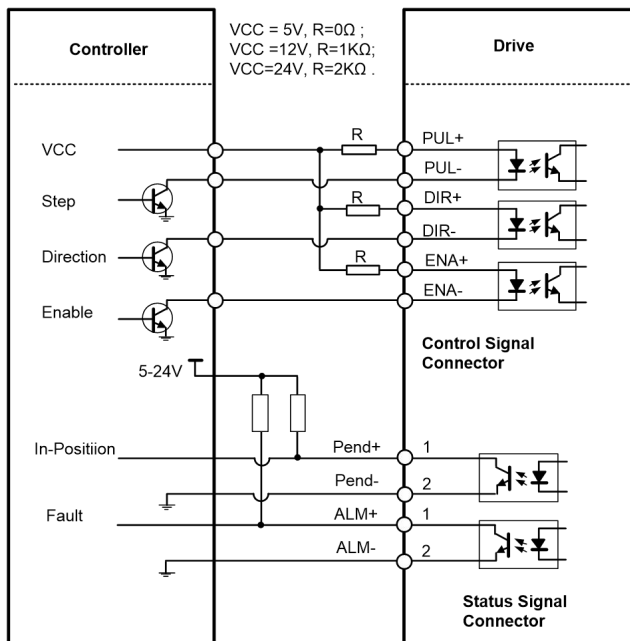 Controller
VCC = 5V, R=0Ω ;
VCC =12V, R=1KΩ;
VCC=24V, R=2KΩ .
Drive
VCC
R
PUL+
PUL-
Step
R
DIR+
DIR-
Direction
R
ENA+
Enable
ENA-
Control Signal
Connector
5-24V
In-Positiion
Pend+
1
Pend-
2
Fault
ALM+
1
ALM-
2
Status Signal
Connector